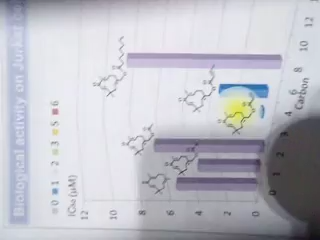 Biological activity on Jurkat
0 1 2 3 5 6
IC50 (μM)
12
10
8
6
4
2
0
0 1 2 3 4 6 8 10 12
Carbon